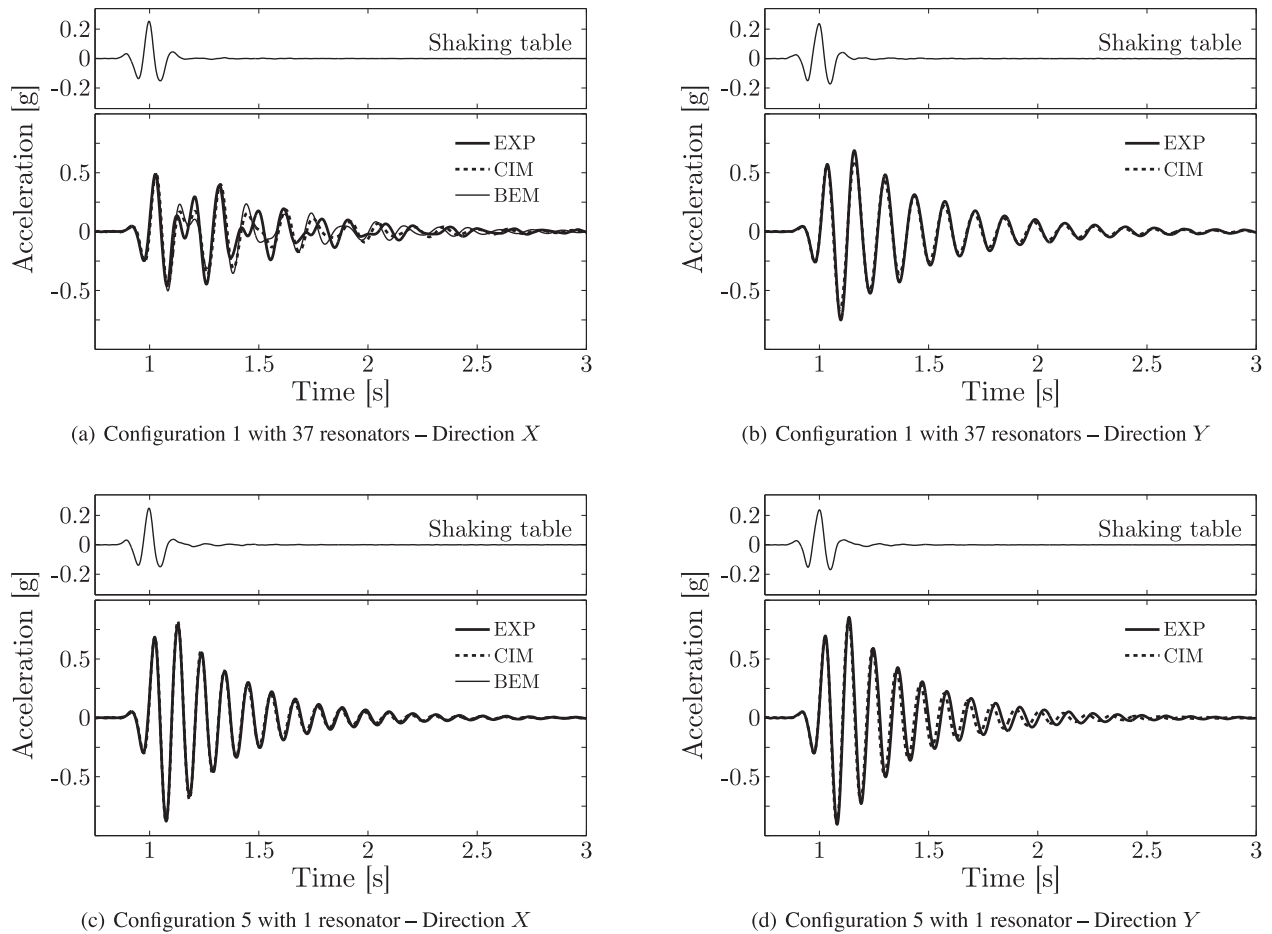 0.2
0
-0.2
Shaking table
Acceleration [g]
0.5
0
-0.5
EXP
CIM
BEM
1 1.5 2 2.5 3
Time [s]
(a) Configuration 1 with 37 resonators – Direction X
0.2
0
-0.2
Shaking table
Acceleration [g]
0.5
0
-0.5
EXP
CIM
1 1.5 2 2.5 3
Time [s]
(b) Configuration 1 with 37 resonators – Direction Y
0.2
0
-0.2
Shaking table
Acceleration [g]
0.5
0
-0.5
EXP
CIM
BEM
1 1.5 2 2.5 3
Time [s]
(c) Configuration 5 with 1 resonator – Direction X
0.2
0
-0.2
Shaking table
Acceleration [g]
0.5
0
-0.5
EXP
CIM
1 1.5 2 2.5 3
Time [s]
(d) Configuration 5 with 1 resonator – Direction Y